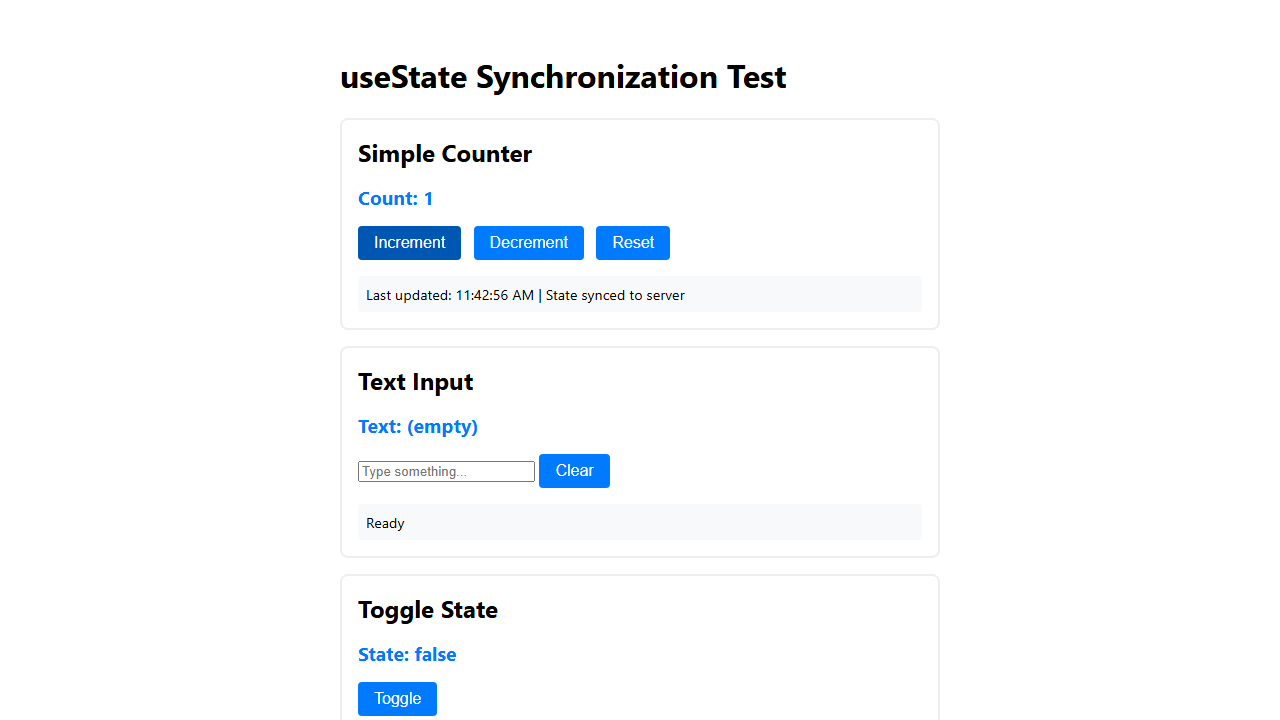 useState Synchronization Test
Simple Counter
Count: 1
Increment Decrement Reset
Last updated: 11:42:56 AM | State synced to server
Text Input
Text: (empty)
Type something... Clear
Ready
Toggle State
State: false
Toggle